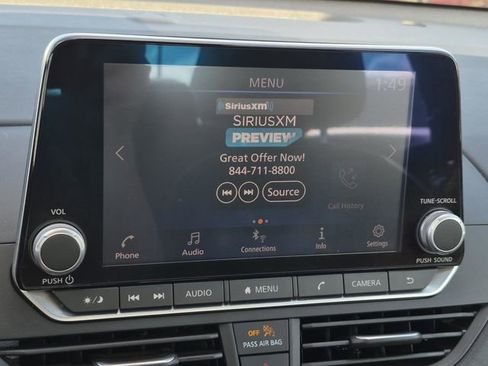 MENU
1:49
SiriusXM
SIRIUSXM
PREVIEW
Great Offer Now!
844-711-8800
Source
Call History
VOL
TUNE-SCROLL
Phone
Audio
Connections
Info
Settings
PUSH
PUSH SOUND
AUDIO
MENU
CAMERA
OFF
PASS AIR BAG